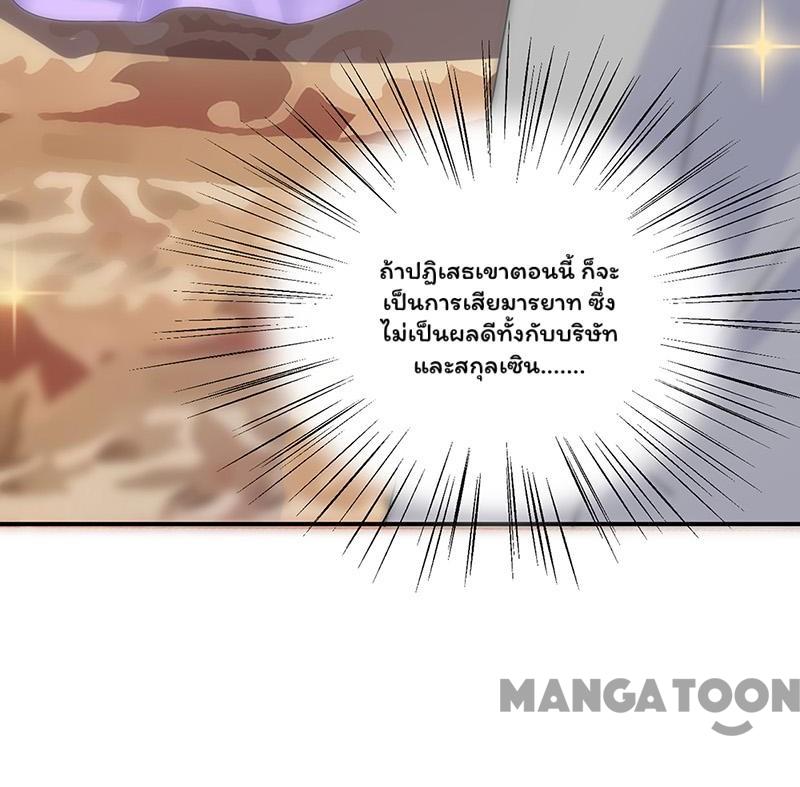 ถ้าปฏิเสธเขาตอนนี้ ก็จะ
เป็นการเสียมารยาท ซึ่ง
ไม่เป็นผลดีทั้งกับบริษัท
และสกุลเซิน.......
MANGATOON